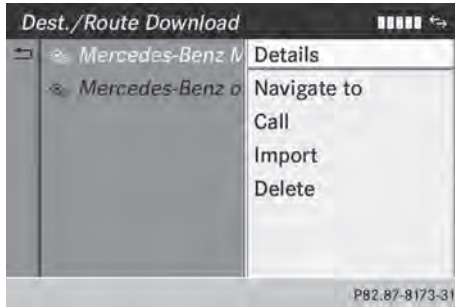 Dest./Route Download
Mercedes-Benz M
Mercedes-Benz o
Details
Navigate to
Call
Import
Delete
P82.87-8173-31